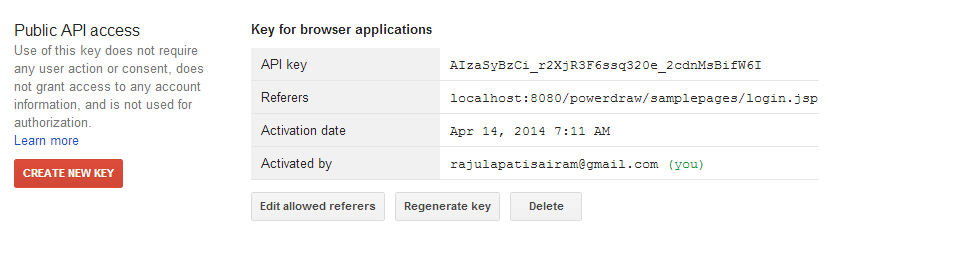 Public API access
Use of this key does not require
any user action or consent, does
not grant access to any account
information, and is not used for
authorization.
Learn more
CREATE NEW KEY
Key for browser applications
API key AIzaSyBzCi_r2XjR3F6ssq320e_2cdnMsBifW6I
Referers localhost:8080/powerdraw/samplepages/login.jsp
Activation date Apr 14, 2014 7:11 AM
Activated by rajulapatisairam@gmail.com (you)
Edit allowed referers Regenerate key Delete